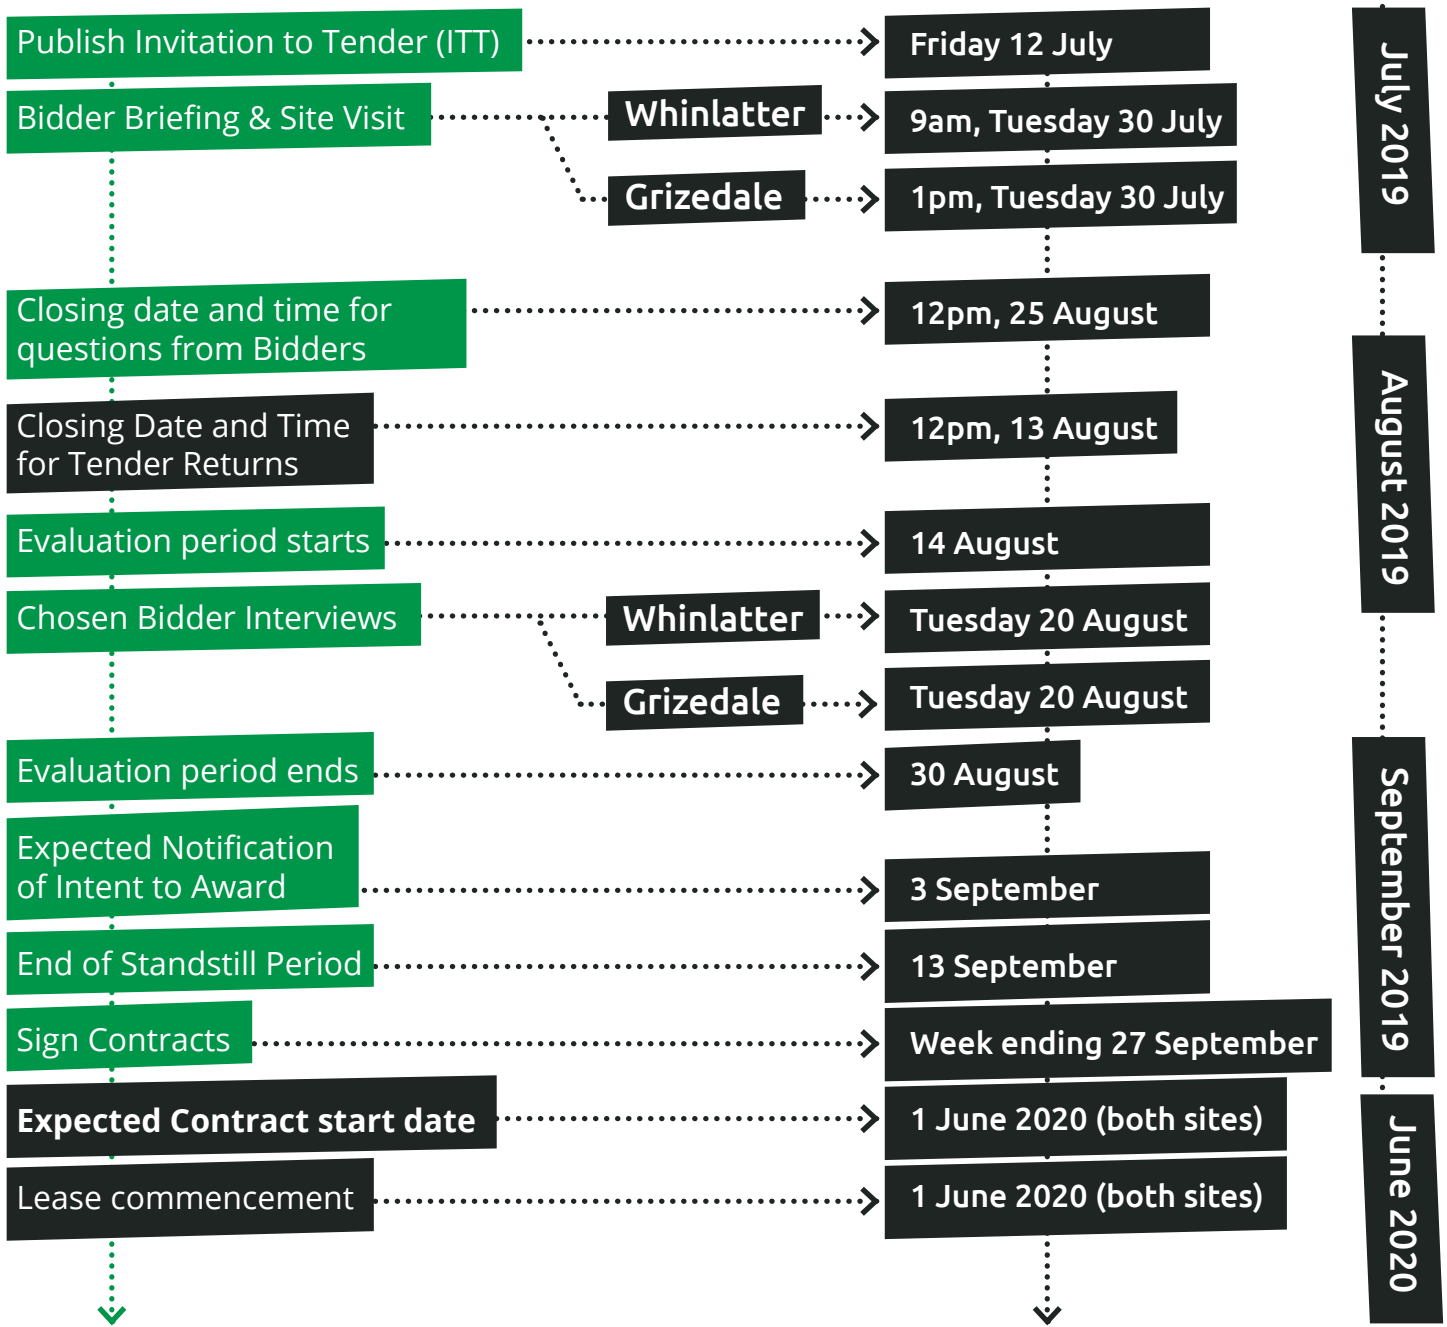 Publish Invitation to Tender (ITT)
Friday 12 July
Bidder Briefing & Site Visit
Whinlatter
9am, Tuesday 30 July
Grizedale
1pm, Tuesday 30 July
July 2019
Closing date and time for
questions from Bidders
12pm, 25 August
Closing Date and Time
for Tender Returns
12pm, 13 August
Evaluation period starts
14 August
Chosen Bidder Interviews
Whinlatter
Tuesday 20 August
Grizedale
Tuesday 20 August
August 2019
Evaluation period ends
30 August
Expected Notification
of Intent to Award
3 September
End of Standstill Period
13 September
Sign Contracts
Week ending 27 September
September 2019
Expected Contract start date
1 June 2020 (both sites)
Lease commencement
1 June 2020 (both sites)
June 2020